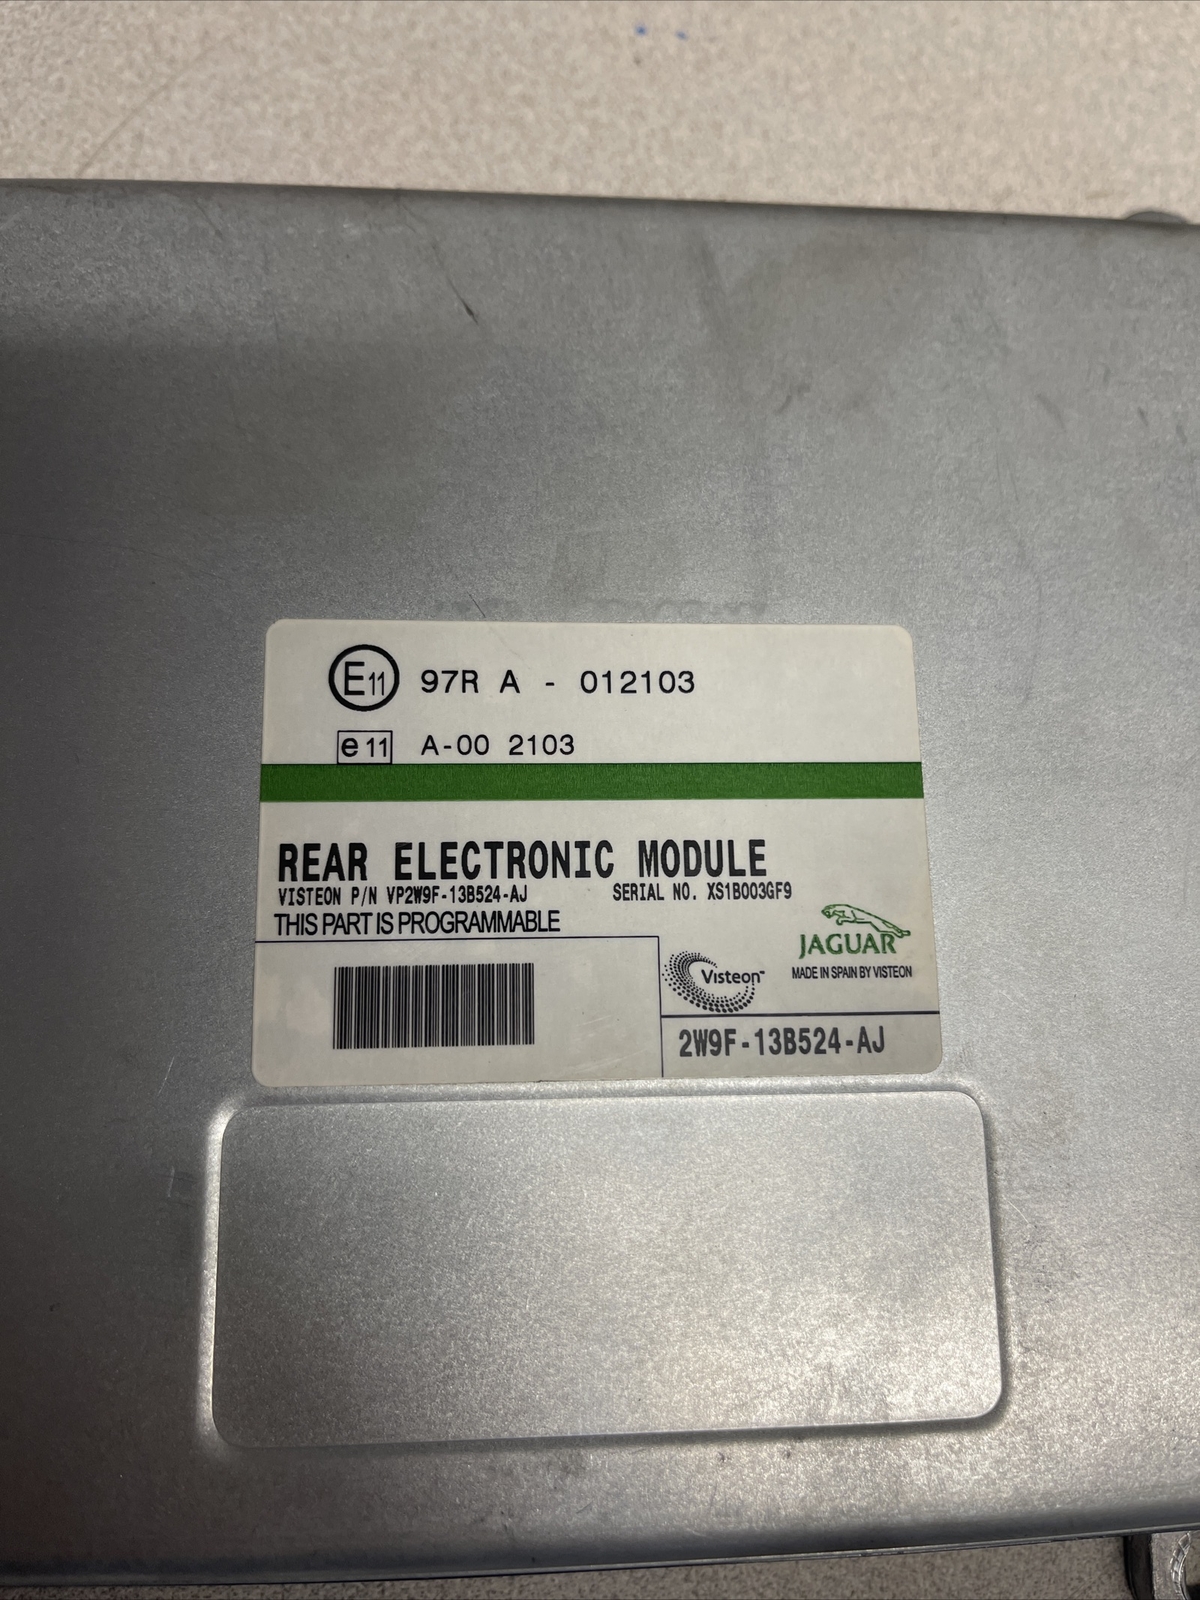 E11 97R A - 012103
e11 A-00 2103
REAR ELECTRONIC MODULE
VISTEON P/N VP2W9F-13B524-AJ SERIAL NO. XS1B003GF9
THIS PART IS PROGRAMMABLE
JAGUAR
Visteon™
MADE IN SPAIN BY VISTEON
2W9F-13B524-AJ